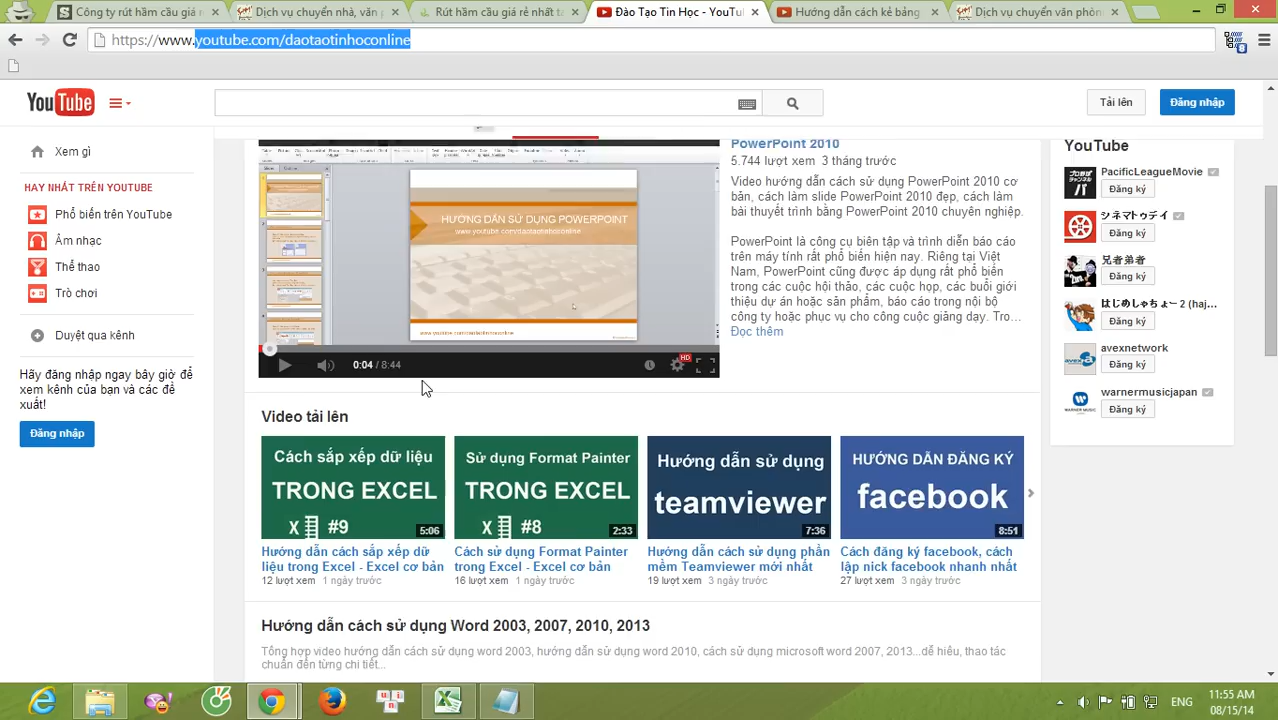 Công ty rút hầm cầu giá r
Dịch vụ chuyển nhà, văn p
Rút hầm cầu giá rẻ nhất t
Đào Tạo Tin Học - YouTu
Hướng dẫn cách kẻ bảng
Dịch vụ chuyển văn phòn
https://www.youtube.com/daotaotinhoconline
YouTube
Tải lên
Đăng nhập
Xem gì
HAY NHẤT TRÊN YOUTUBE
Phổ biến trên YouTube
Âm nhạc
Thể thao
Trò chơi
Duyệt qua kênh
Hãy đăng nhập ngay bây giờ để
xem kênh của bạn và các đề
xuất!
Đăng nhập
HƯỚNG DẪN SỬ DỤNG POWERPOINT
www.youtube.com/daotaotinhoconline
www.youtube.com/daotaotinhoconline
0:04 / 8:44
HD
PowerPoint 2010
5.744 lượt xem 3 tháng trước
Video hướng dẫn cách sử dụng PowerPoint 2010 cơ
bản, cách làm slide PowerPoint 2010 đẹp, cách làm
bài thuyết trình bằng PowerPoint 2010 chuyên nghiệp.
PowerPoint là công cụ biên tập và trình diễn báo cáo
trên máy tính rất phổ biến hiện nay. Riêng tại Việt
Nam, PowerPoint cũng được áp dụng rất phổ biến
trong các cuộc hội thảo, các cuộc họp, các buổi giới
thiệu dự án hoặc sản phẩm, báo cáo trong nội bộ
công ty hoặc phục vụ cho công cuộc giảng dạy. Tro...
Đọc thêm
YouTube
PacificLeagueMovie
Đăng ký
シネマトゥデイ
Đăng ký
兄者弟者
Đăng ký
はじめしゃちょー2 (haj...
Đăng ký
avexnetwork
Đăng ký
warnermusicjapan
Đăng ký
Video tải lên
Cách sắp xếp dữ liệu
TRONG EXCEL
X #9
5:06
Sử dụng Format Painter
TRONG EXCEL
X #8
2:33
Hướng dẫn sử dụng
teamviewer
7:36
HƯỚNG DẪN ĐĂNG KÝ
facebook
8:51
Hướng dẫn cách sắp xếp dữ
liệu trong Excel - Excel cơ bản
12 lượt xem 1 ngày trước
Cách sử dụng Format Painter
trong Excel - Excel cơ bản
16 lượt xem 1 ngày trước
Hướng dẫn cách sử dụng phần
mềm Teamviewer mới nhất
19 lượt xem 3 ngày trước
Cách đăng ký facebook, cách
lập nick facebook nhanh nhất
27 lượt xem 3 ngày trước
Hướng dẫn cách sử dụng Word 2003, 2007, 2010, 2013
Tổng hợp video hướng dẫn cách sử dụng word 2003, hướng dẫn sử dụng word 2010, cách sử dụng microsoft word 2007, 2013...dễ hiểu, thao tác
chuẩn đến từng chi tiết...
ENG
11:55 AM
08/15/14